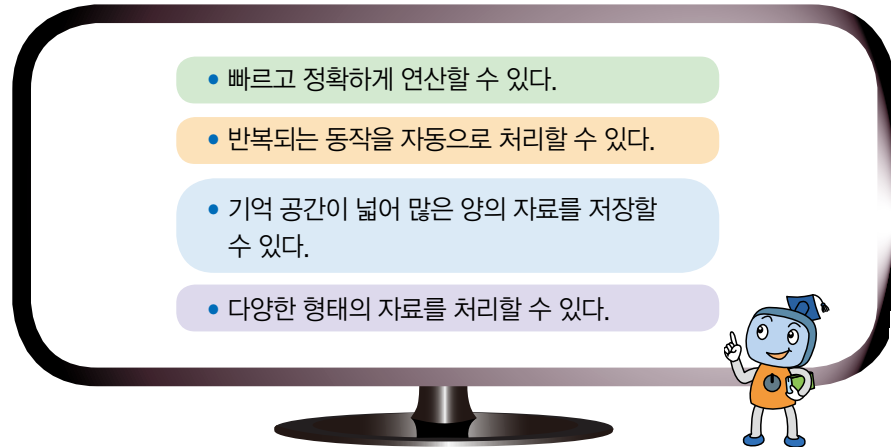 • 빠르고 정확하게 연산할 수 있다.
• 반복되는 동작을 자동으로 처리할 수 있다.
• 기억 공간이 넓어 많은 양의 자료를 저장할
수 있다.
• 다양한 형태의 자료를 처리할 수 있다.